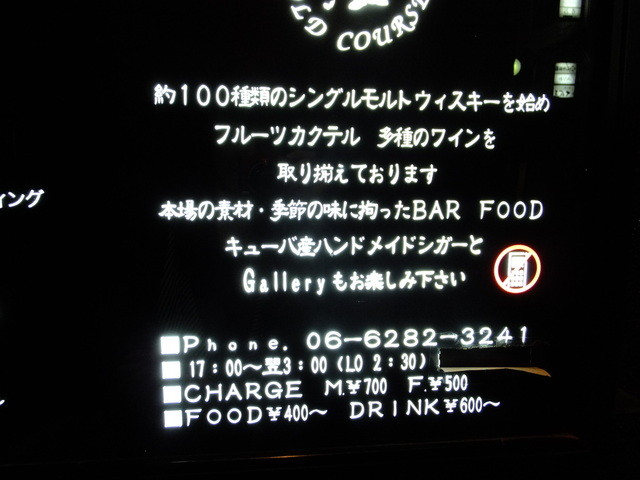 COURSE
約100種類のシングルモルトウィスキーを始め
フルーツカクテル 多種のワインを
取り揃えております
ィング
本場の素材・季節の味に拘ったBAR FOOD
キューバ産ハンドメイドシガーと
Galleryもお楽しみ下さい
■Phone. 06-6282-3241
■17:00～翌3:00 (LO 2:30)
■CHARGE M.¥700 F.¥500
■FOOD¥400～ DRINK¥600～